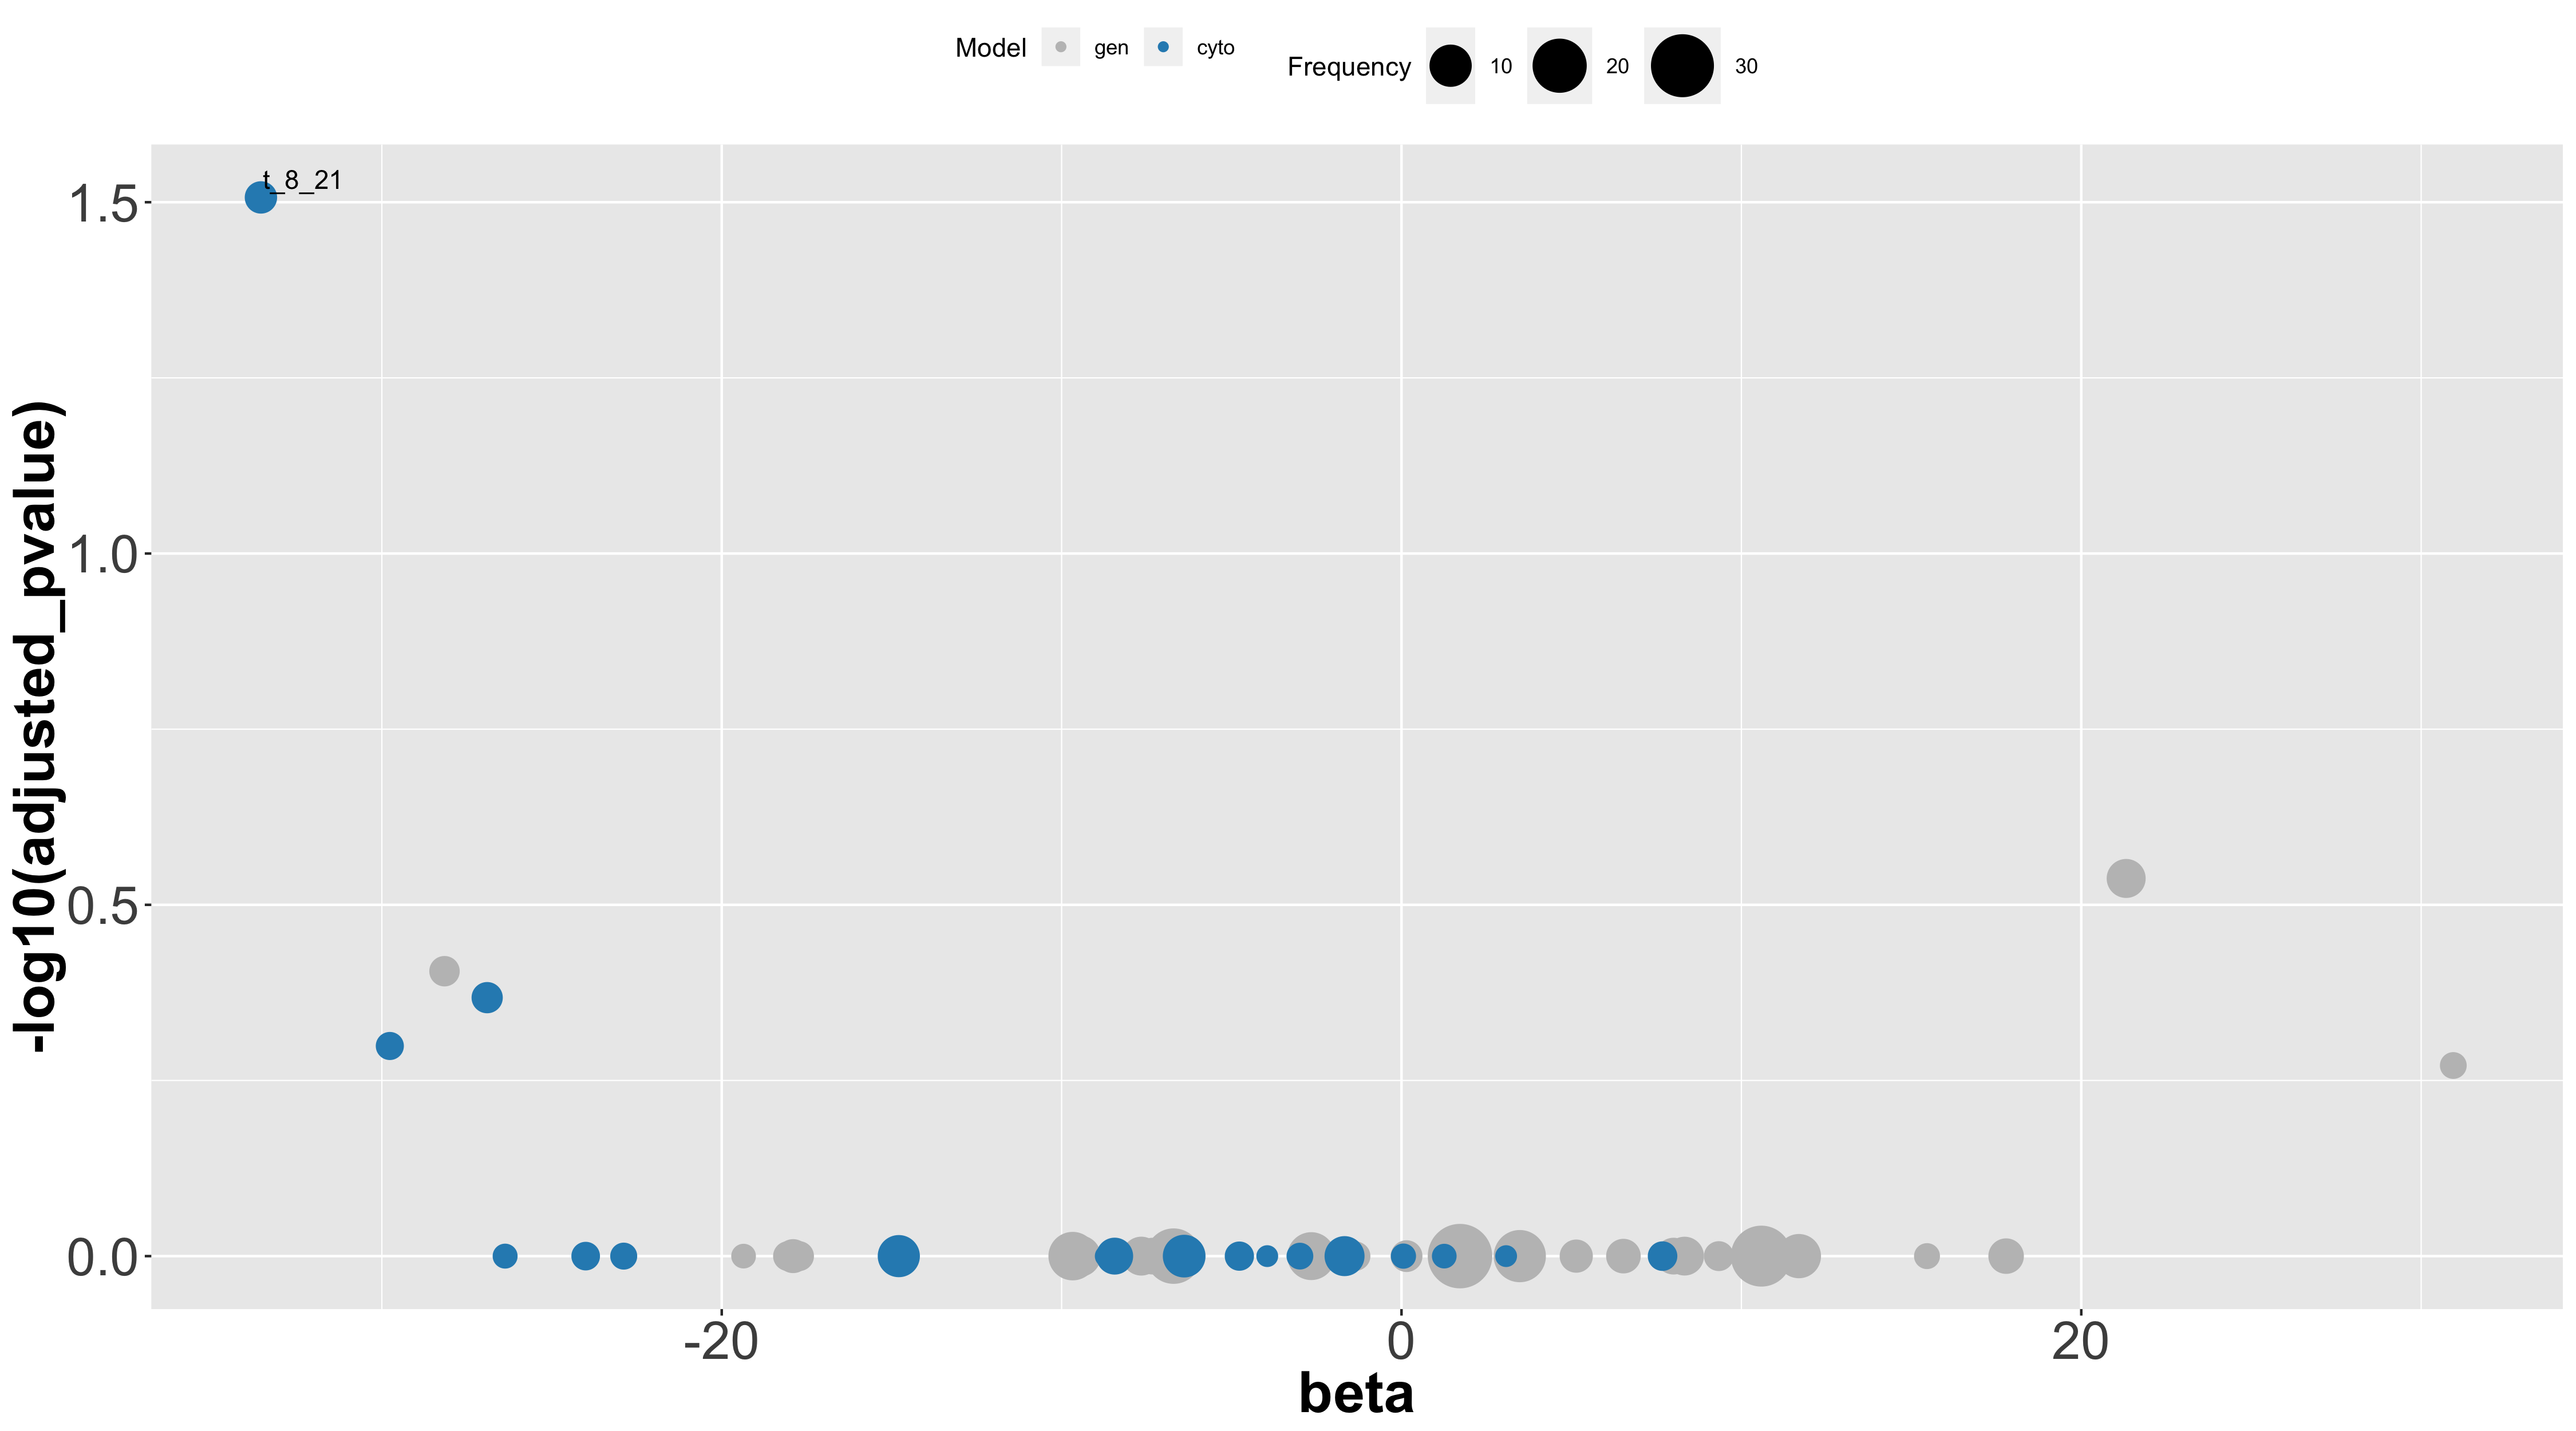 Model gen cyto Frequency 10 20 30
t_8_21
1.5
1.0
0.5
0.0
-log10(adjusted_pvalue)
-20 0 20
beta